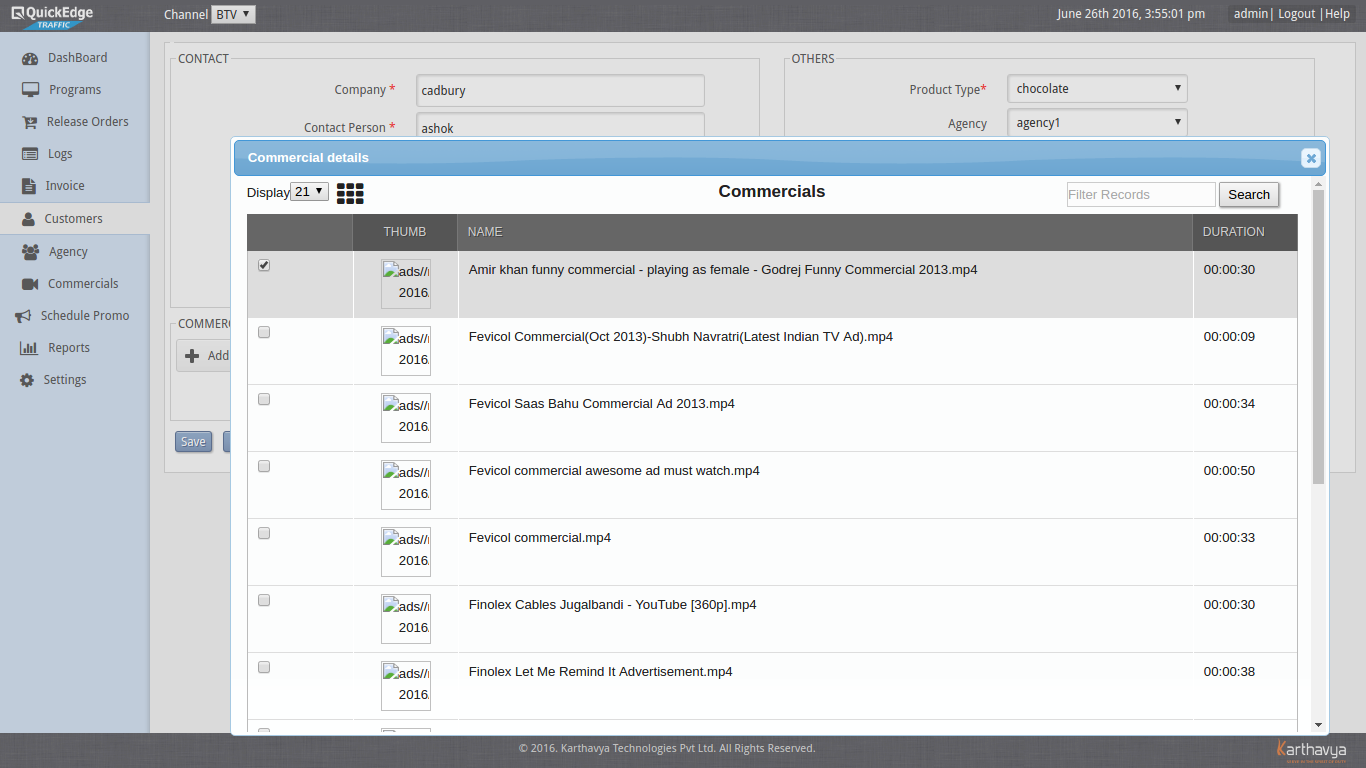 QuickEdge
TRAFFIC
Channel BTV
June 26th 2016, 3:55:01 pm
admin| Logout |Help
DashBoard
Programs
Release Orders
Logs
Invoice
Customers
Agency
Commercials
Schedule Promo
Reports
Settings
CONTACT
Company *
cadbury
Contact Person *
ashok
OTHERS
Product Type*
chocolate
Agency
agency1
Add
Save
Commercial details
Display 21
Commercials
Filter Records
Search
THUMB NAME DURATION
ads//
2016
Amir khan funny commercial - playing as female - Godrej Funny Commercial 2013.mp4 00:00:30
ads//
2016
Fevicol Commercial(Oct 2013)-Shubh Navratri(Latest Indian TV Ad).mp4 00:00:09
ads//
2016
Fevicol Saas Bahu Commercial Ad 2013.mp4 00:00:34
ads//
2016
Fevicol commercial awesome ad must watch.mp4 00:00:50
ads//
2016
Fevicol commercial.mp4 00:00:33
ads//
2016
Finolex Cables Jugalbandi - YouTube [360p].mp4 00:00:30
ads//
2016
Finolex Let Me Remind It Advertisement.mp4 00:00:38
© 2016. Karthavya Technologies Pvt Ltd. All Rights Reserved.
Karthavya